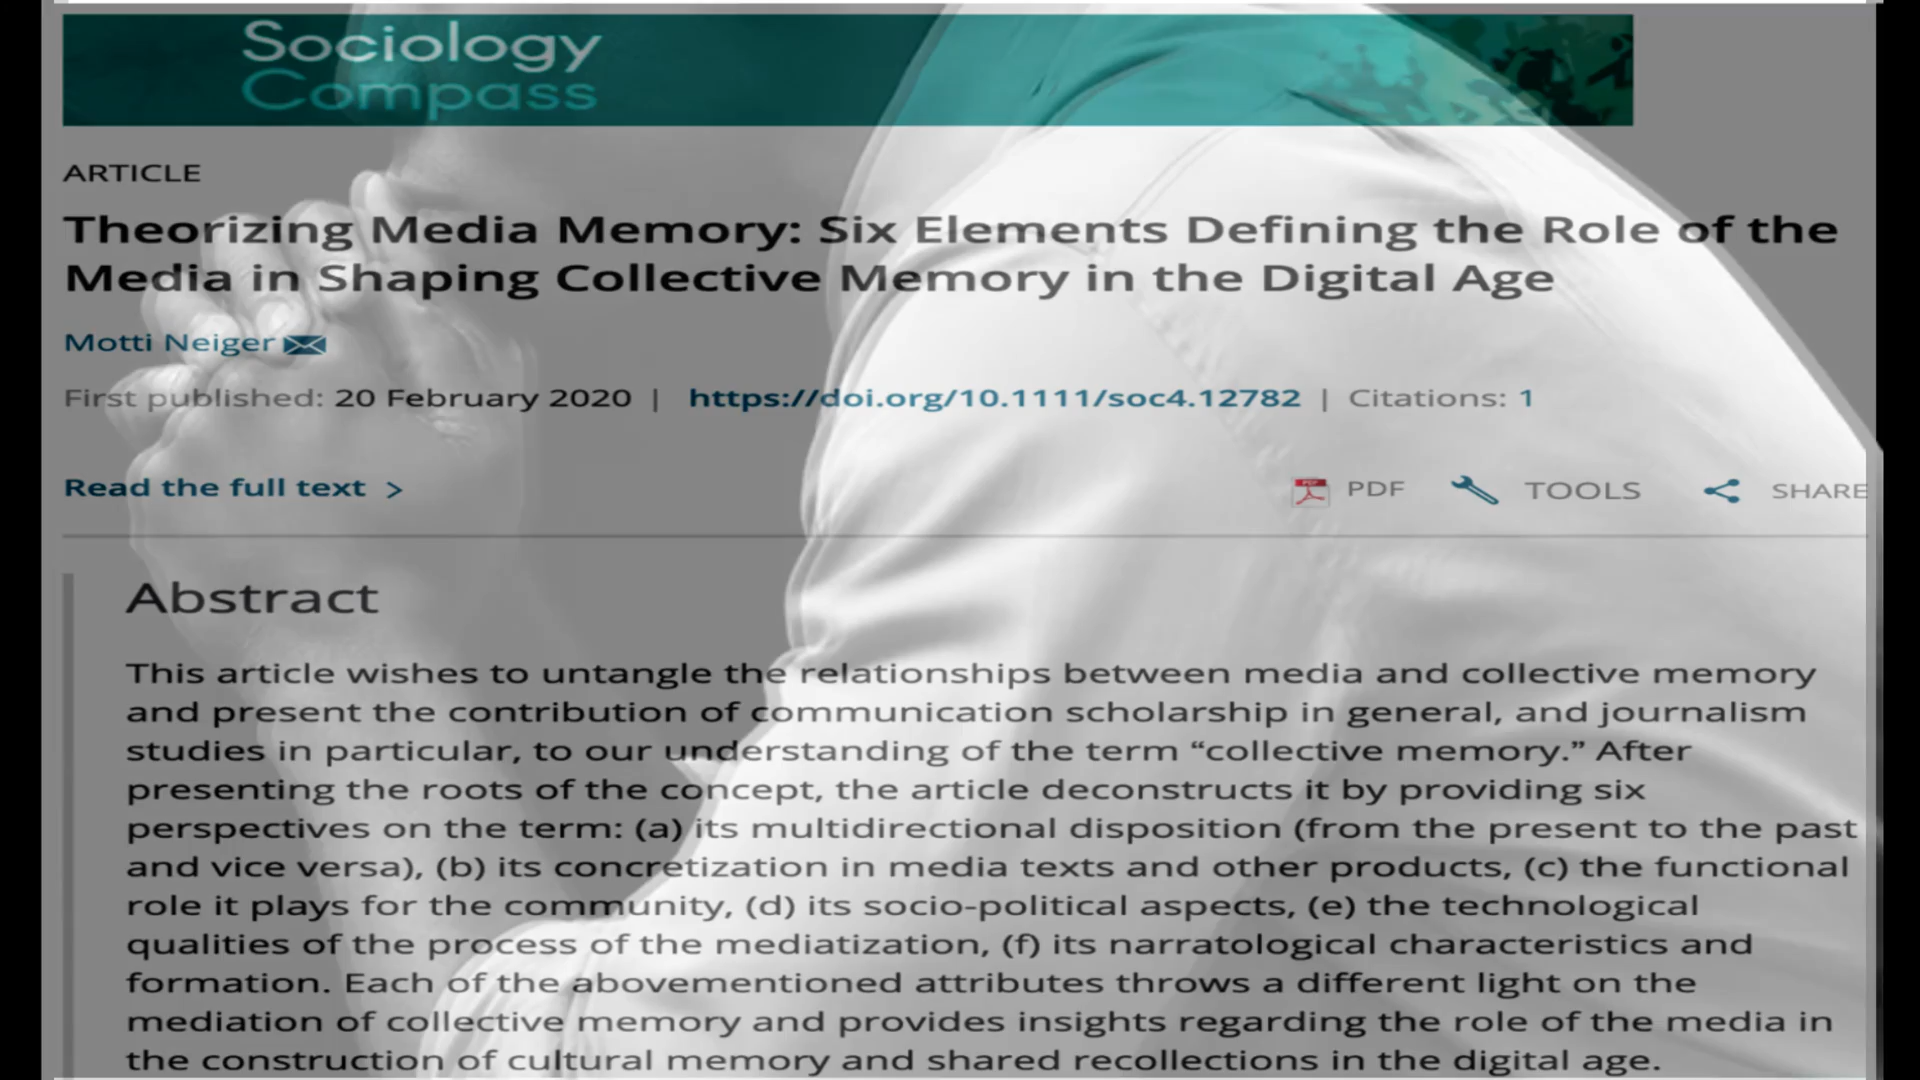 Sociology
Compass
ARTICLE
Theorizing Media Memory: Six Elements Defining the Role of the
Media in Shaping Collective Memory in the Digital Age
Motti Neiger
First published: 20 February 2020 | https://doi.org/10.1111/soc4.12782 | Citations: 1
Read the full text >
PDF TOOLS SHARE
Abstract
This article wishes to untangle the relationships between media and collective memory
and present the contribution of communication scholarship in general, and journalism
studies in particular, to our understanding of the term “collective memory.” After
presenting the roots of the concept, the article deconstructs it by providing six
perspectives on the term: (a) its multidirectional disposition (from the present to the past
and vice versa), (b) its concretization in media texts and other products, (c) the functional
role it plays for the community, (d) its socio-political aspects, (e) the technological
qualities of the process of the mediatization, (f) its narratological characteristics and
formation. Each of the abovementioned attributes throws a different light on the
mediation of collective memory and provides insights regarding the role of the media in
the construction of cultural memory and shared recollections in the digital age.